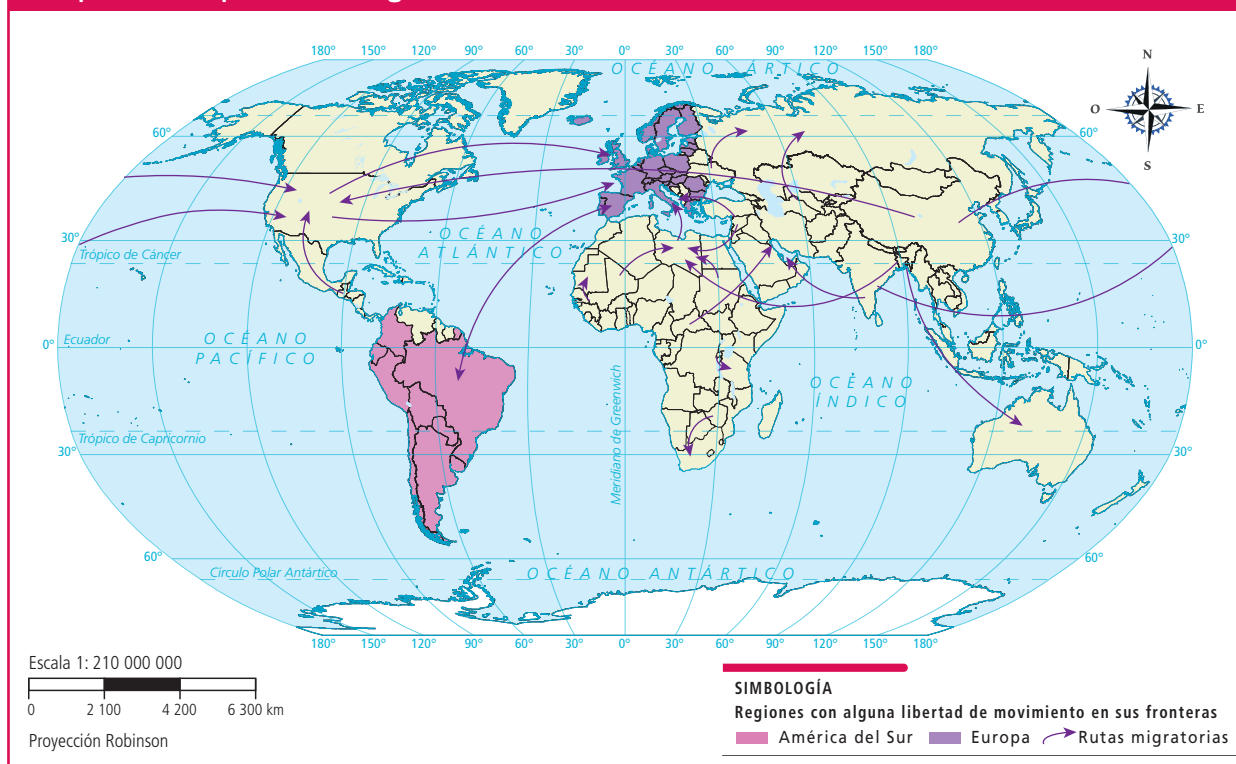 180° 150° 120° 90° 60° 30° 0° 30° 60° 90° 120° 150° 180°
OCÉANO ÁRTICO
N
O E
S
60° 60°
OCÉANO
ATLÁNTICO
30° 30°
Trópico de Cáncer
OCÉANO
PACÍFICO
Ecuador
0° 0°
OCÉANO
ÍNDICO
Meridiano de Greenwich
Trópico de Capricornio
30° 30°
60° 60°
Círculo Polar Antártico
OCÉANO ANTÁRTICO
180° 150° 120° 90° 60° 30° 0° 30° 60° 90° 120° 150° 180°
Escala 1: 210 000 000
0 2 100 4 200 6 300 km
Proyección Robinson
SIMBOLOGÍA
Regiones con alguna libertad de movimiento en sus fronteras
América del Sur Europa Rutas migratorias